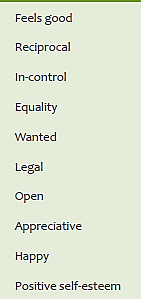 Feels good
Reciprocal
In-control
Equality
Wanted
Legal
Open
Appreciative
Happy
Positive self-esteem